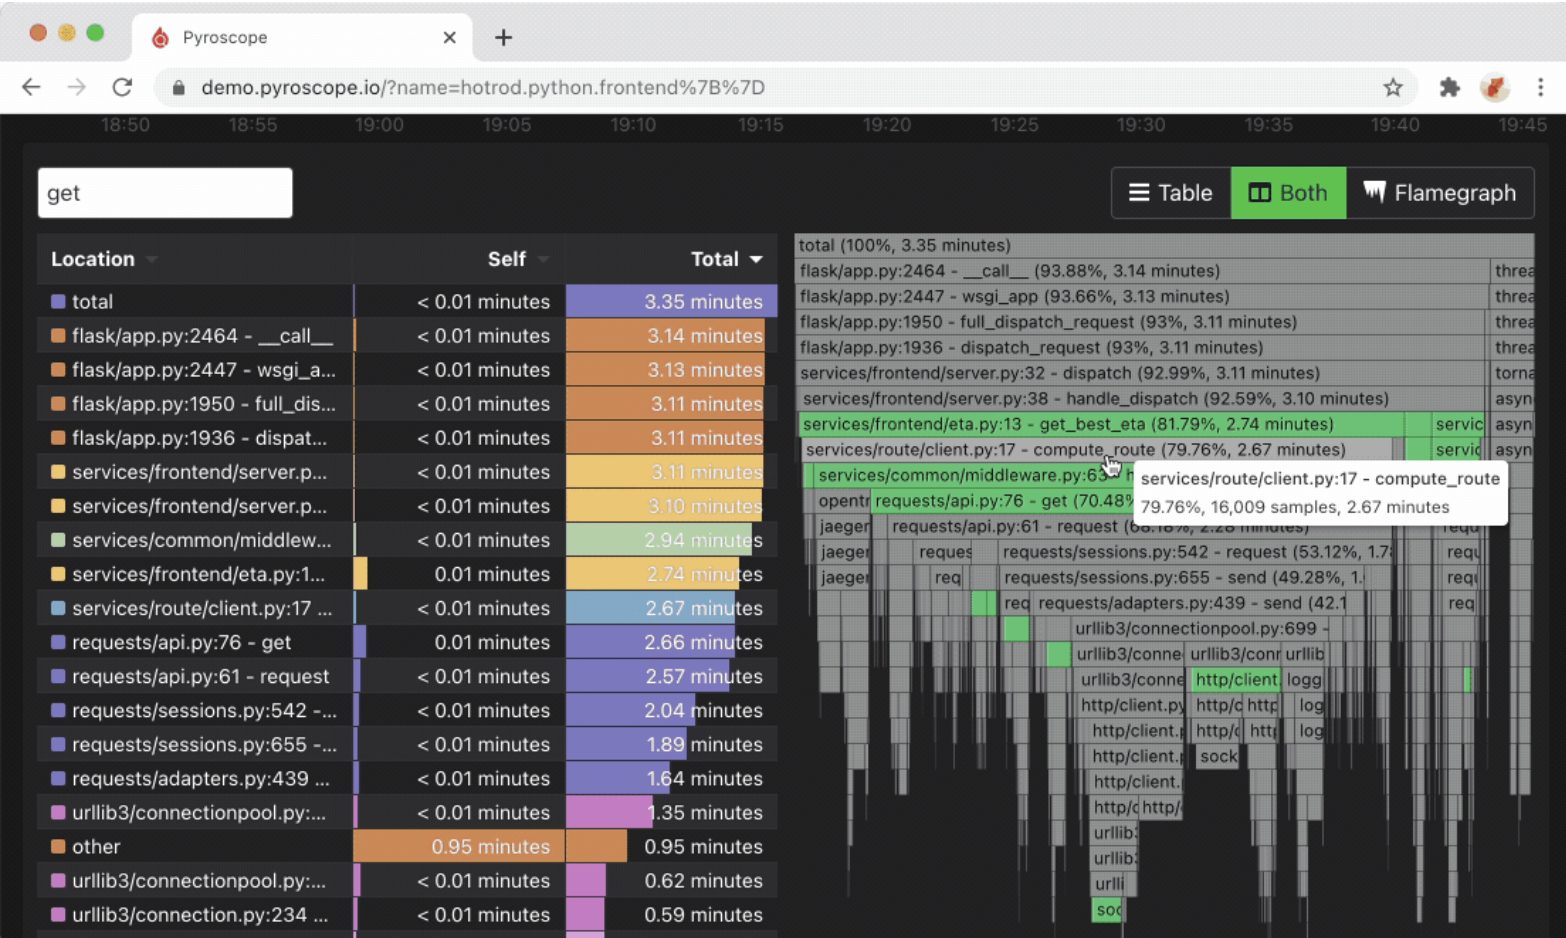 Pyroscope
demo.pyroscope.io/?name=hotrod.python.frontend%7B%7D
18:50 18:55 19:00 19:05 19:10 19:15 19:20 19:25 19:30 19:35 19:40 19:45
get
Table Both Flamegraph
Location Self Total
total < 0.01 minutes 3.35 minutes
flask/app.py:2464 - __call__ < 0.01 minutes 3.14 minutes
flask/app.py:2447 - wsgi_a... < 0.01 minutes 3.13 minutes
flask/app.py:1950 - full_dis... < 0.01 minutes 3.11 minutes
flask/app.py:1936 - dispat... < 0.01 minutes 3.11 minutes
services/frontend/server.p... < 0.01 minutes 3.11 minutes
services/frontend/server.p... < 0.01 minutes 3.10 minutes
services/common/middlew... < 0.01 minutes 2.94 minutes
services/frontend/eta.py:1... 0.01 minutes 2.74 minutes
services/route/client.py:17 ... < 0.01 minutes 2.67 minutes
requests/api.py:76 - get 0.01 minutes 2.66 minutes
requests/api.py:61 - request < 0.01 minutes 2.57 minutes
requests/sessions.py:542 -... < 0.01 minutes 2.04 minutes
requests/sessions.py:655 -... < 0.01 minutes 1.89 minutes
requests/adapters.py:439 ... < 0.01 minutes 1.64 minutes
urllib3/connectionpool.py:... < 0.01 minutes 1.35 minutes
other 0.95 minutes 0.95 minutes
urllib3/connectionpool.py:... < 0.01 minutes 0.62 minutes
urllib3/connection.py:234 ... < 0.01 minutes 0.59 minutes
total (100%, 3.35 minutes)
flask/app.py:2464 - __call__ (93.88%, 3.14 minutes) threa
flask/app.py:2447 - wsgi_app (93.66%, 3.13 minutes) threa
flask/app.py:1950 - full_dispatch_request (93%, 3.11 minutes) threa
flask/app.py:1936 - dispatch_request (93%, 3.11 minutes) threa
services/frontend/server.py:32 - dispatch (92.99%, 3.11 minutes) torna
services/frontend/server.py:38 - handle_dispatch (92.59%, 3.10 minutes) asyn
services/frontend/eta.py:13 - get_best_eta (81.79%, 2.74 minutes) servic asyn
services/route/client.py:17 - compute_route (79.76%, 2.67 minutes) servic asyn
services/common/middleware.py:63
services/route/client.py:17 - compute_route
79.76%, 16,009 samples, 2.67 minutes
opentr requests/api.py:76 - get (70.48%
jaeger requests/api.py:61 - request (68.18%, 2.28 minutes) requ
jaeger reques requests/sessions.py:542 - request (53.12%, 1.78 requ
jaeger req requests/sessions.py:655 - send (49.28%, 1. requ
req requests/adapters.py:439 - send (42.1 req
urllib3/connectionpool.py:699 -
urllib3/conne urllib3/conr urllib
urllib3/conne http/client. logg
http/client.py http/c http log
http/client.p http/c http log
http/client.p sock
http/client.
http/c http/
urllib3
urllib3
urlli
soc